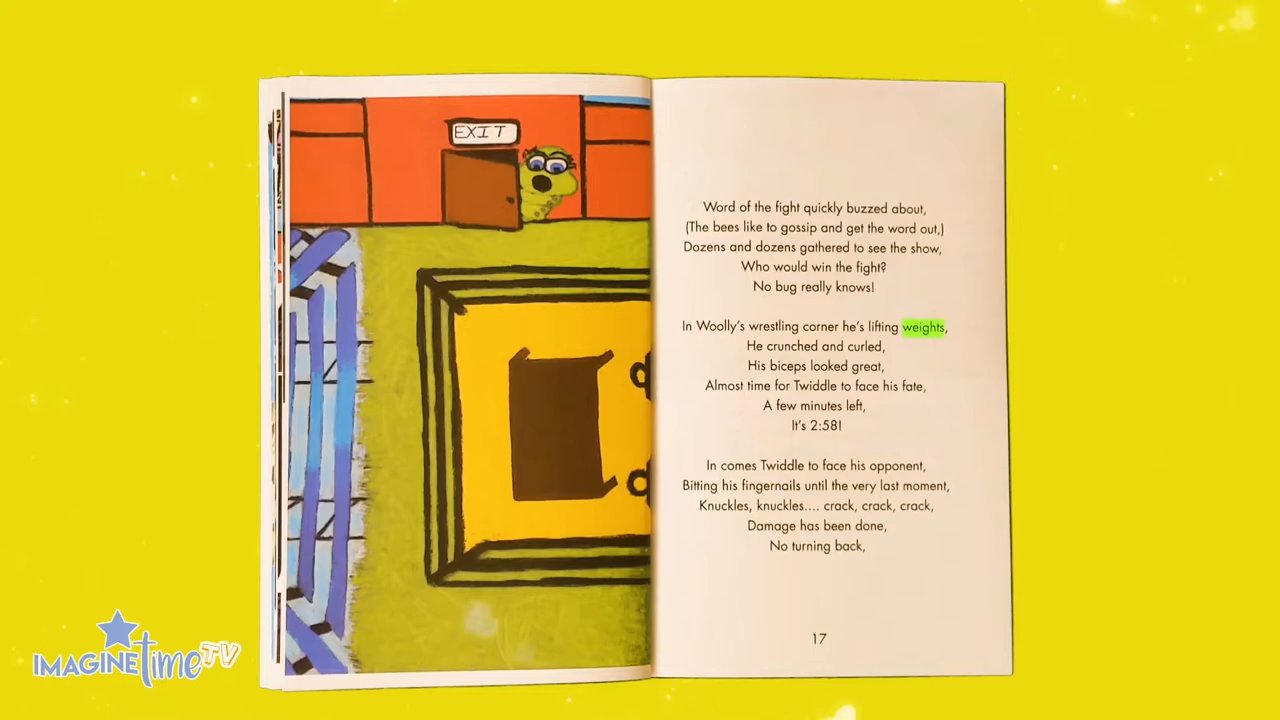 EXIT
Word of the fight quickly buzzed about,
(The bees like to gossip and get the word out,)
Dozens and dozens gathered to see the show,
Who would win the fight?
No bug really knows!
In Woolly's wrestling corner he's lifting weights,
He crunched and curled,
His biceps looked great,
Almost time for Twiddle to face his fate,
A few minutes left,
It's 2:58!
In comes Twiddle to face his opponent,
Bitting his fingernails until the very last moment,
Knuckles, knuckles.... crack, crack, crack,
Damage has been done,
No turning back,
17
IMAGINE time TV